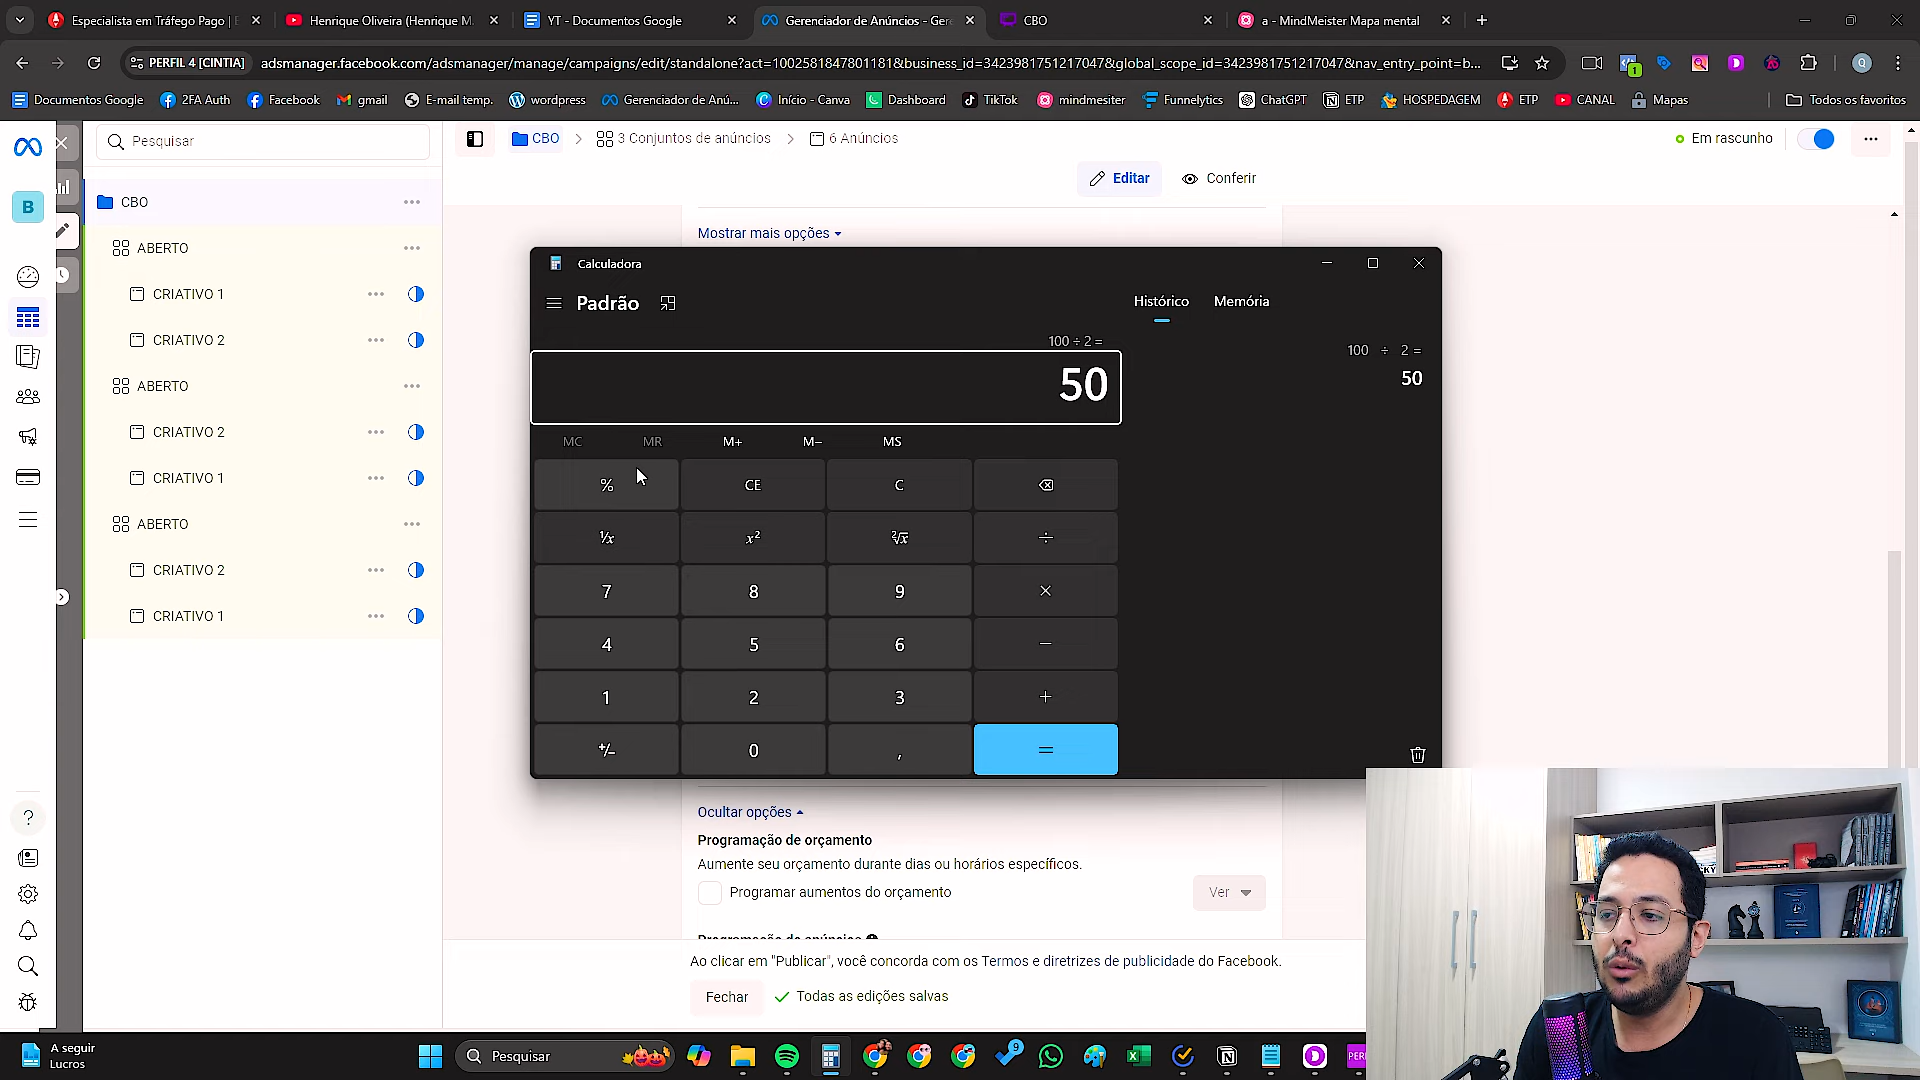 Especialista em Tráfego Pago | E
Henrique Oliveira (Henrique M.
YT - Documentos Google
Gerenciador de Anúncios - Ger
CBO
a - MindMeister Mapa mental
PERFIL 4 [CINTIA]
adsmanager.facebook.com/adsmanager/manage/campaigns/edit/standalone?act=1002581847801181&business_id=3423981751217047&global_scope_id=3423981751217047&nav_entry_point=b...
1
Q
Documentos Google
2FA Auth
Facebook
gmail
E-mail temp.
wordpress
Gerenciador de Anú...
Início - Canva
Dashboard
TikTok
mindmesiter
Funnelytics
ChatGPT
ETP
HOSPEDAGEM
ETP
CANAL
Mapas
Todos os favoritos
Pesquisar
CBO
3 Conjuntos de anúncios
6 Anúncios
Em rascunho
Editar
Conferir
B
CBO
ABERTO
CRIATIVO 1
CRIATIVO 2
ABERTO
CRIATIVO 2
CRIATIVO 1
ABERTO
CRIATIVO 2
CRIATIVO 1
Mostrar mais opções
Calculadora
Padrão
Histórico
Memória
100 ÷ 2 =
50
100 ÷ 2 =
50
MC MR M+ M− MS
% CE C
¹/x x² ²√x ÷
7 8 9 ×
4 5 6 −
1 2 3 +
+/− 0 , =
Ocultar opções
Programação de orçamento
Aumente seu orçamento durante dias ou horários específicos.
Programar aumentos do orçamento
Ver
Ao clicar em "Publicar", você concorda com os Termos e diretrizes de publicidade do Facebook.
Fechar
Todas as edições salvas
A seguir
Lucros
Pesquisar
9
PERF